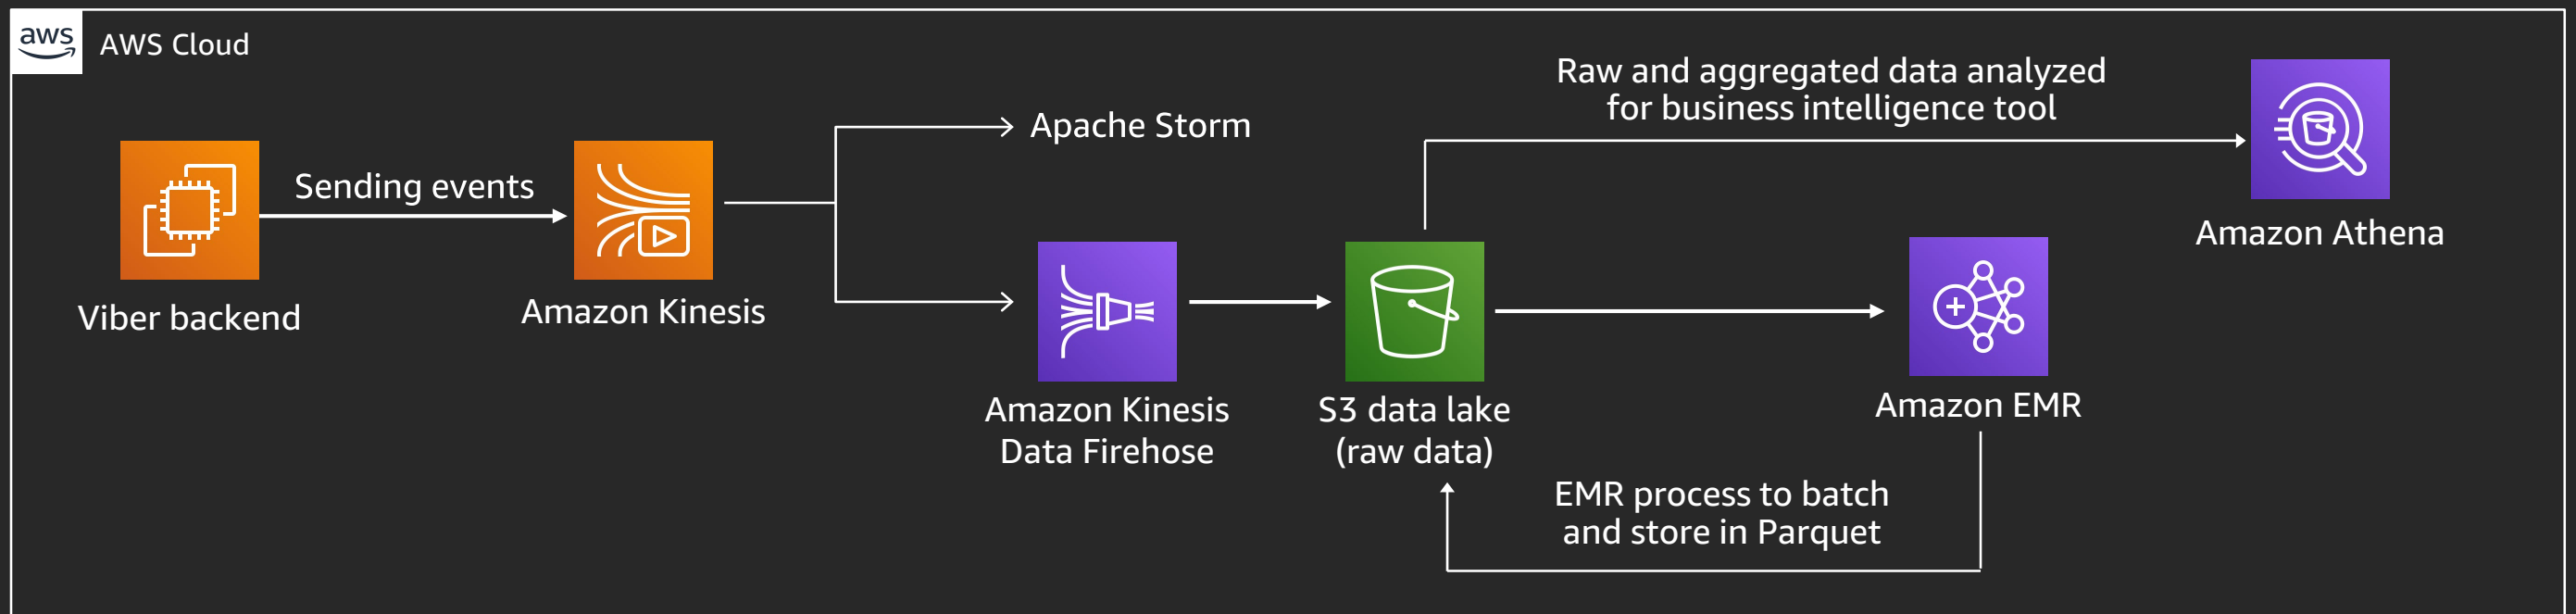 aws
AWS Cloud
Raw and aggregated data analyzed
for business intelligence tool
Apache Storm
Sending events
Amazon Athena
Viber backend
Amazon Kinesis
Amazon Kinesis
Data Firehose
S3 data lake
(raw data)
Amazon EMR
EMR process to batch
and store in Parquet